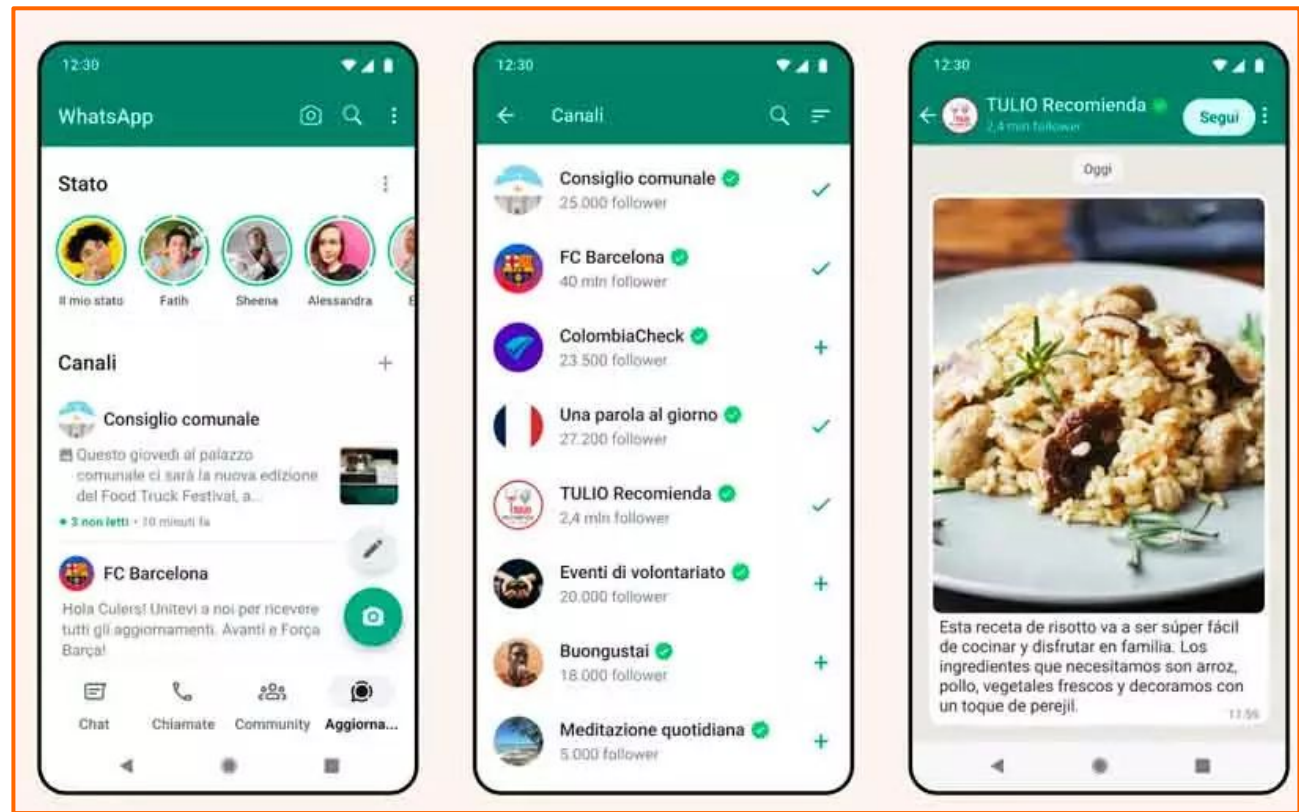 12:30
WhatsApp
Stato
Il mio stato Fatih Sheena Alessandra
Canali
Consiglio comunale
Questo giovedì al palazzo
comunale ci sarà la nuova edizione
del Food Truck Festival, a...
3 non letti • 10 minuti fa
FC Barcelona
Hola Culers! Unitevi a noi per ricevere
tutti gli aggiornamenti. Avanti e Força
Barça!
Chat Chiamate Community Aggiorna...
12:30
Canali
Consiglio comunale
25.000 follower
FC Barcelona
40 mln follower
ColombiaCheck
23.500 follower
Una parola al giorno
27.200 follower
TULIO Recomienda
2,4 mln follower
Eventi di volontariato
20.000 follower
Buongustai
18.000 follower
Meditazione quotidiana
5.000 follower
12:30
TULIO Recomienda
2,4 mln follower
Segui
Oggi
Esta receta de risotto va a ser súper fácil
de cocinar y disfrutar en familia. Los
ingredientes que necesitamos son arroz,
pollo, vegetales frescos y decoramos con
un toque de perejil.